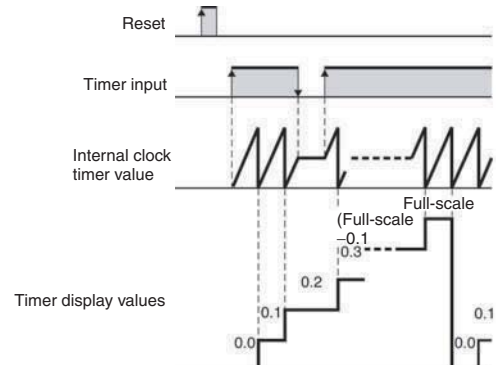 Reset
Timer input
Internal clock
timer value
Full-scale
(Full-scale
–0.1
0.3
0.2
Timer display values
0.1
0.1
0.0
0.0